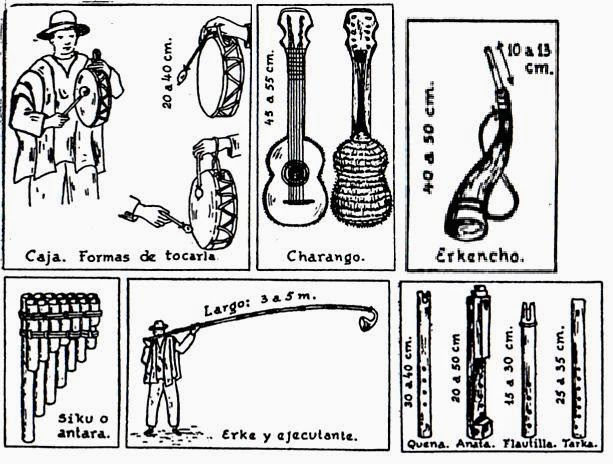 20 a 40 cm.
Caja. Formas de tocarla.
45 a 55 cm.
Charango.
10 a 13
cm.
40 a 50 cm.
Erkencho.
Siku o
antara.
Largo: 3 a 5 m.
Erke y ejecutante.
30 a 40 cm.
20 a 50 cm
15 a 30 cm.
25 a 35 cm.
Quena. Anata. Flautilla. Tarka.